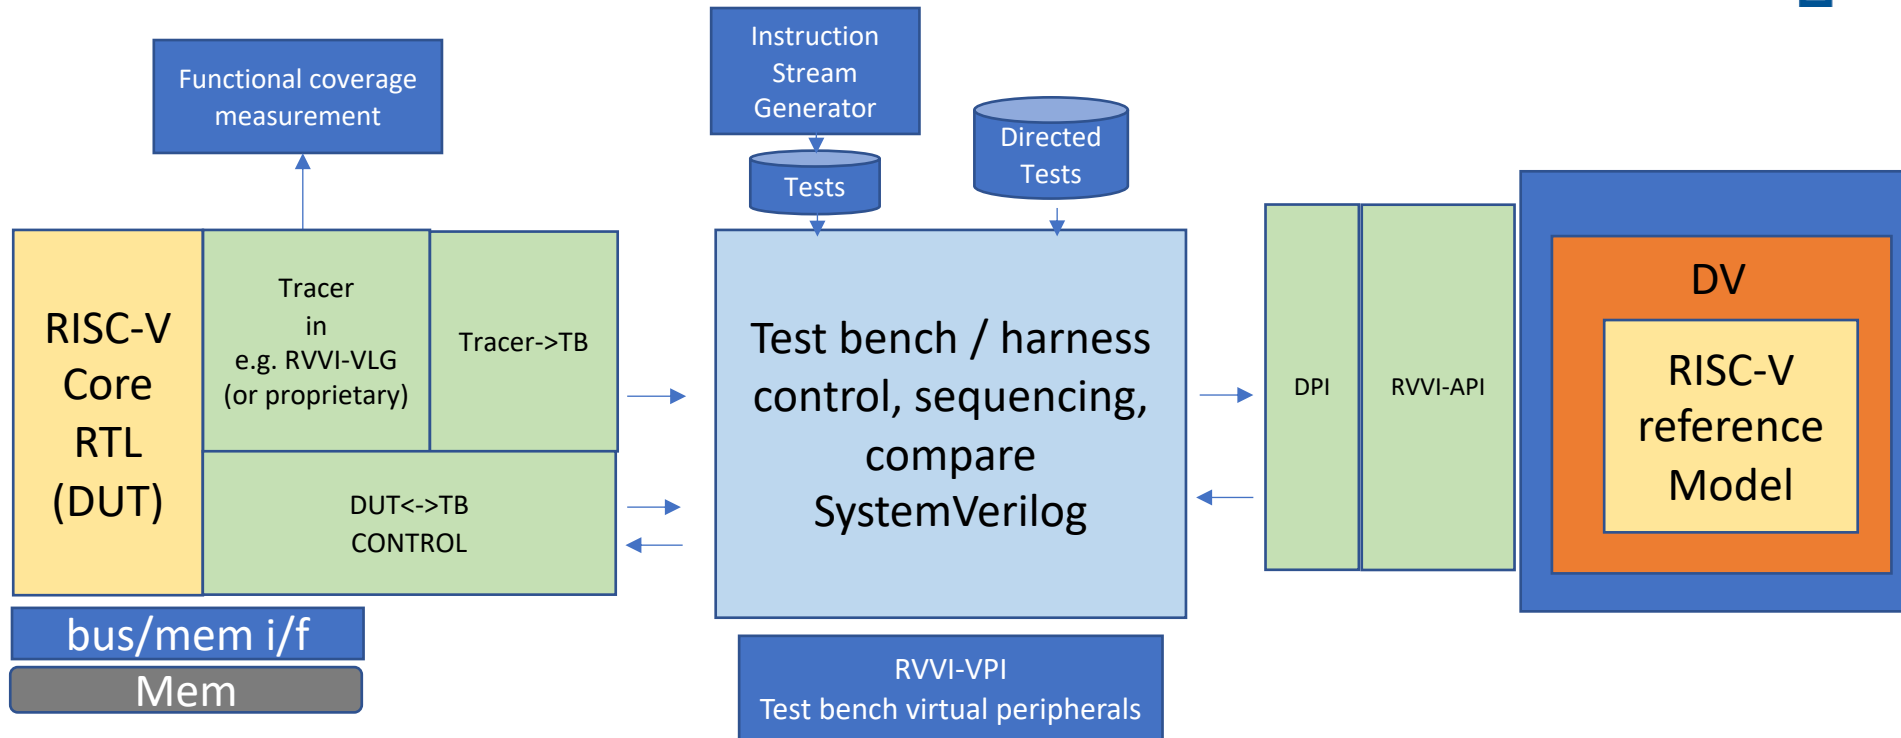 Functional coverage
measurement
Instruction
Stream
Generator
Tests
Directed
Tests
RISC-V
Core
RTL
(DUT)
Tracer
in
e.g. RVVI-VLG
(or proprietary)
Tracer->TB
DUT<->TB
CONTROL
Test bench / harness
control, sequencing,
compare
SystemVerilog
DPI
RVVI-API
DV
RISC-V
reference
Model
bus/mem i/f
Mem
RVVI-VPI
Test bench virtual peripherals